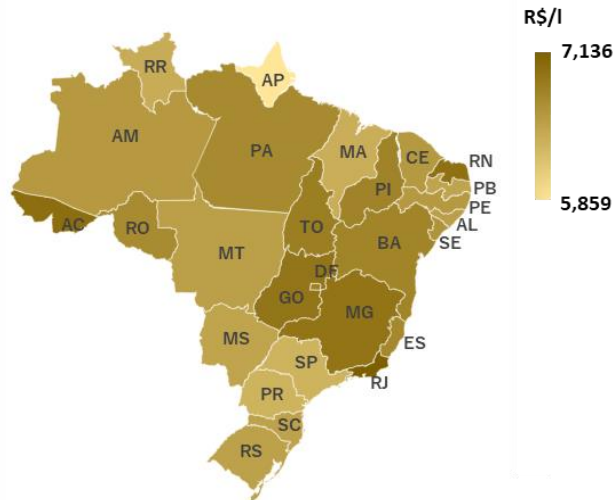 R$/l
7,136
5,859
RR
AP
AM
PA
MA
CE
RN
PB
PE
AL
SE
PI
AC
RO
TO
BA
MT
DF
GO
MG
ES
MS
SP
RJ
PR
SC
RS